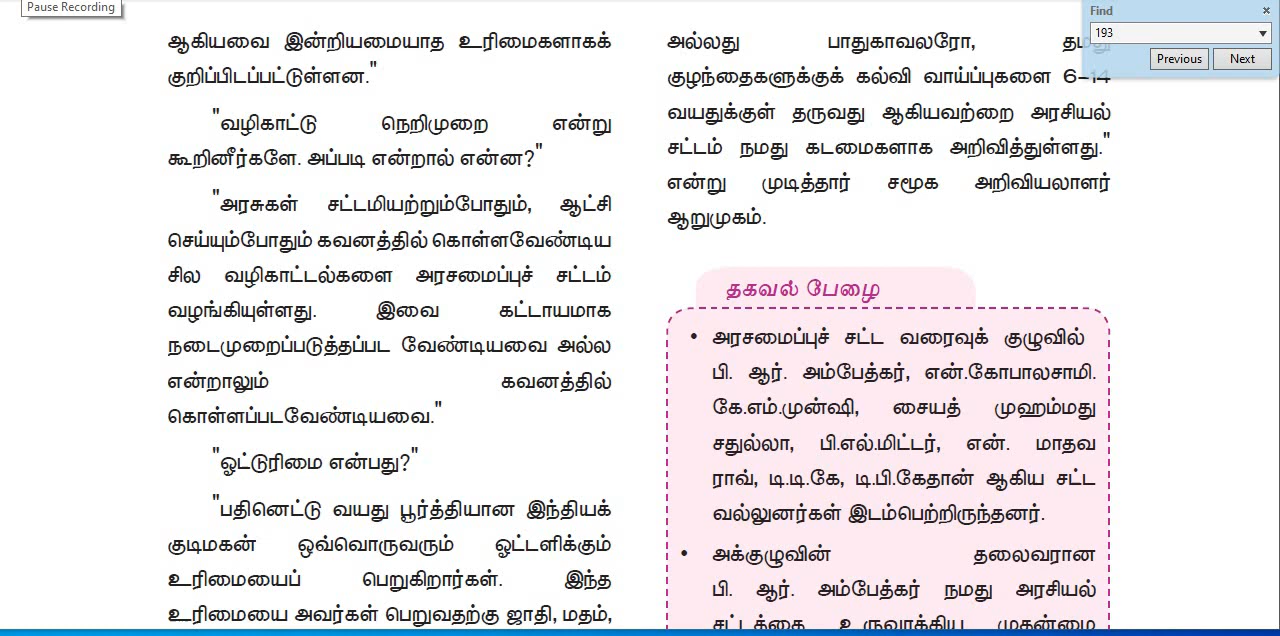 Pause Recording
ஆகியவை இன்றியமையாத உரிமைகளாகக்
குறிப்பிடப்பட்டுள்ளன."
"வழிகாட்டு நெறிமுறை என்று
கூறினீர்களே. அப்படி என்றால் என்ன?"
"அரசுகள் சட்டமியற்றும்போதும், ஆட்சி
செய்யும்போதும் கவனத்தில் கொள்ளவேண்டிய
சில வழிகாட்டல்களை அரசமைப்புச் சட்டம்
வழங்கியுள்ளது. இவை கட்டாயமாக
நடைமுறைப்படுத்தப்பட வேண்டியவை அல்ல
என்றாலும் கவனத்தில்
கொள்ளப்படவேண்டியவை."
"ஓட்டுரிமை என்பது?"
"பதினெட்டு வயது பூர்த்தியான இந்தியக்
குடிமகன் ஒவ்வொருவரும் ஓட்டளிக்கும்
உரிமையைப் பெறுகிறார்கள். இந்த
உரிமையை அவர்கள் பெறுவதற்கு ஜாதி, மதம்,
அல்லது பாதுகாவலரோ,
குழந்தைகளுக்குக் கல்வி வாய்ப்புகளை 6-14
வயதுக்குள் தருவது ஆகியவற்றை அரசியல்
சட்டம் நமது கடமைகளாக அறிவித்துள்ளது."
என்று முடித்தார் சமூக அறிவியலாளர்
ஆறுமுகம்.
தகவல் பேழை
• அரசமைப்புச் சட்ட வரைவுக் குழுவில்
பி. ஆர். அம்பேத்கர், என்.கோபாலசாமி.
கே.எம்.முன்ஷி, சையத் முஹம்மது
சதுல்லா, பி.எல்.மிட்டர், என். மாதவ
ராவ், டி.டி.கே, டி.பி.கேதான் ஆகிய சட்ட
வல்லுனர்கள் இடம்பெற்றிருந்தனர்.
• அக்குழுவின் தலைவரான
பி. ஆர். அம்பேத்கர் நமது அரசியல்
சட்டத்தை உருவாக்கிய முதன்மை
Find
193
Previous Next